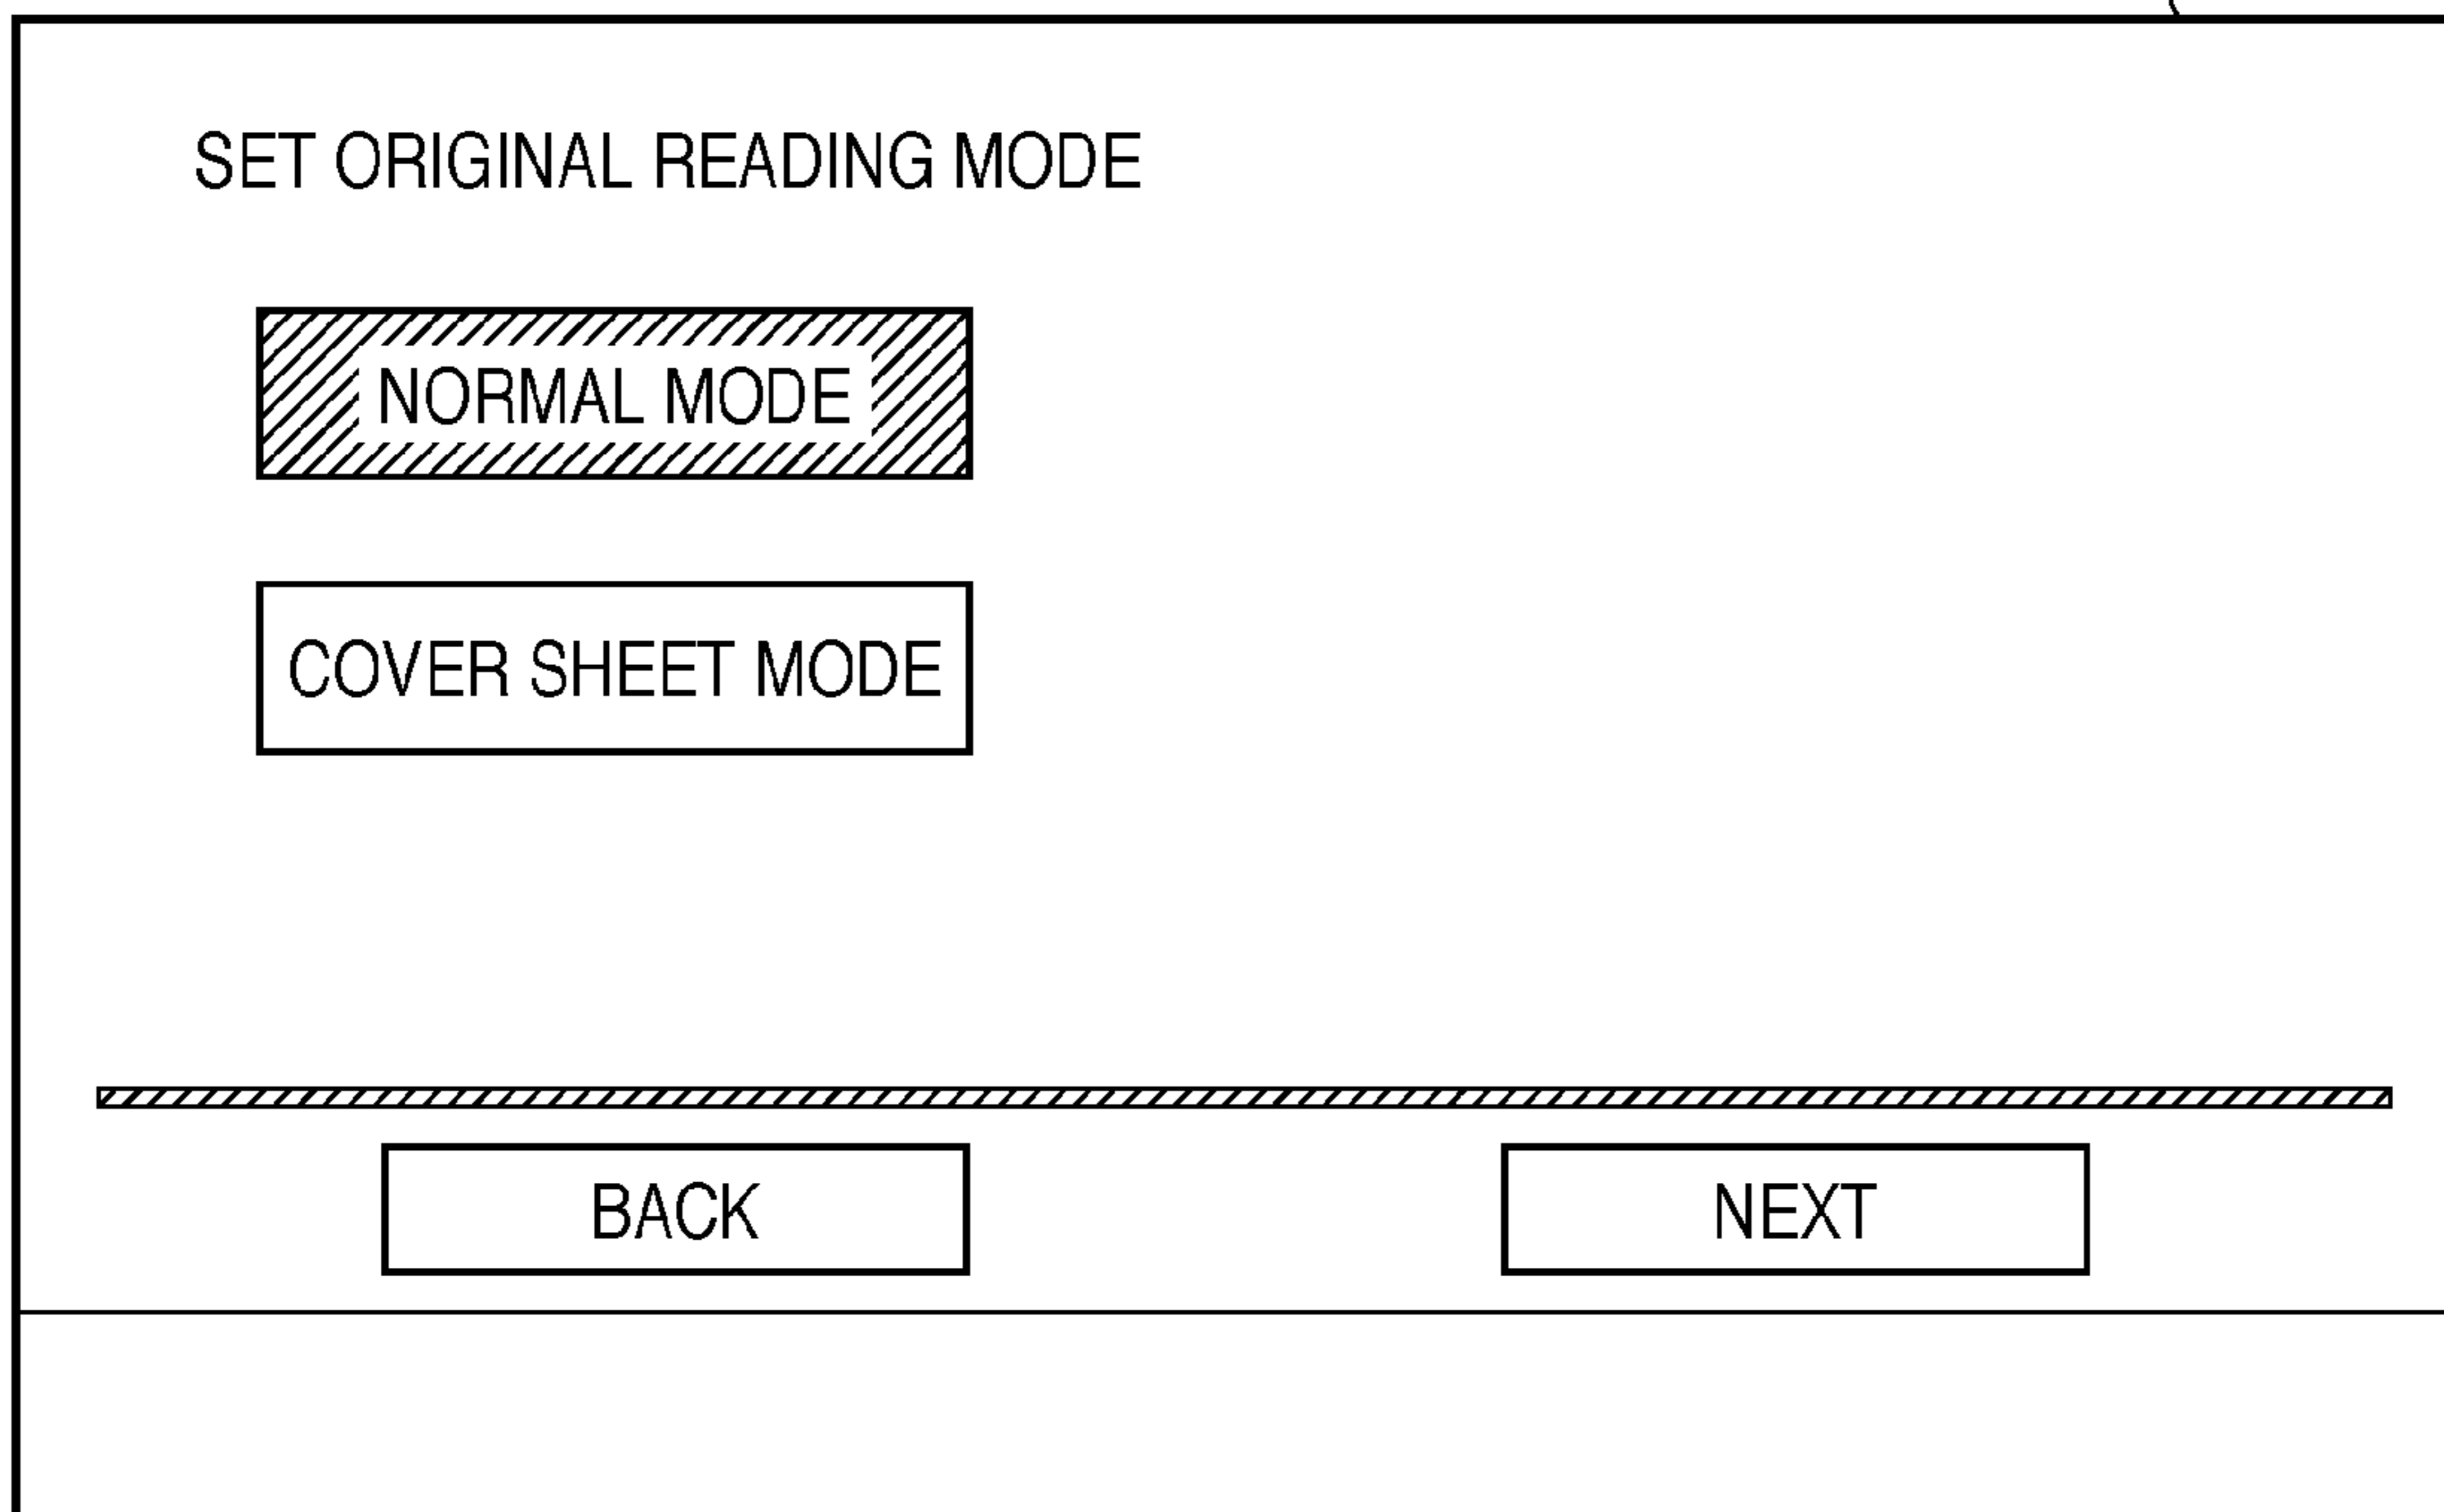 SET ORIGINAL READING MODE
NORMAL MODE
COVER SHEET MODE
BACK
NEXT